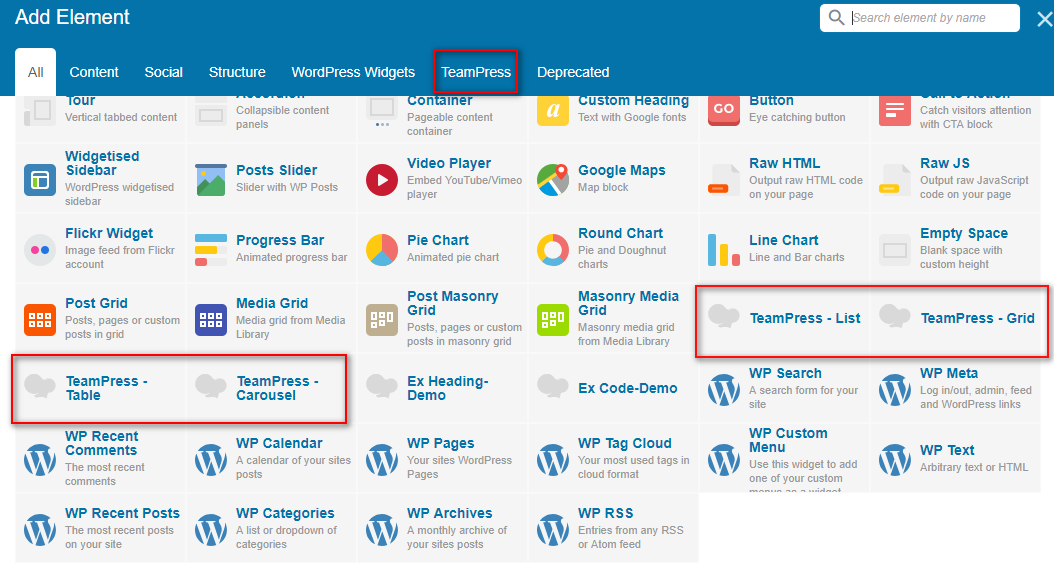 Add Element
Search element by name
All
Content
Social
Structure
WordPress Widgets
TeamPress
Deprecated
Tour
Vertical tabbed content
Accordion
Collapsible content
panels
Container
Pageable content
container
Custom Heading
Text with Google fonts
GO
Button
Eye catching button
Call to Action
Catch visitors attention
with CTA block
Widgetised
Sidebar
WordPress widgetised
sidebar
Posts Slider
Slider with WP Posts
Video Player
Embed YouTube/Vimeo
player
Google Maps
Map block
Raw HTML
Output raw HTML code
on your page
Raw JS
Output raw JavaScript
code on your page
Flickr Widget
Image feed from Flickr
account
Progress Bar
Animated progress bar
Pie Chart
Animated pie chart
Round Chart
Pie and Doughnut
charts
Line Chart
Line and Bar charts
Empty Space
Blank space with
custom height
Post Grid
Posts, pages or custom
posts in grid
Media Grid
Media grid from Media
Library
Post Masonry
Grid
Posts, pages or custom
posts in masonry grid
Masonry Media
Grid
Masonry media grid
from Media Library
TeamPress - List
TeamPress - Grid
TeamPress -
Table
TeamPress -
Carousel
Ex Heading-
Demo
Ex Code-Demo
WP Search
A search form for your
site
WP Meta
Log in/out, admin, feed
and WordPress links
WP Recent
Comments
The most recent
comments
WP Calendar
A calendar of your sites
posts
WP Pages
Your sites WordPress
Pages
WP Tag Cloud
Your most used tags in
cloud format
WP Custom
Menu
Use this widget to add
one of your custom
menus as a widget
WP Text
Arbitrary text or HTML
WP Recent Posts
The most recent posts
on your site
WP Categories
A list or dropdown of
categories
WP Archives
A monthly archive of
your sites posts
WP RSS
Entries from any RSS
or Atom feed